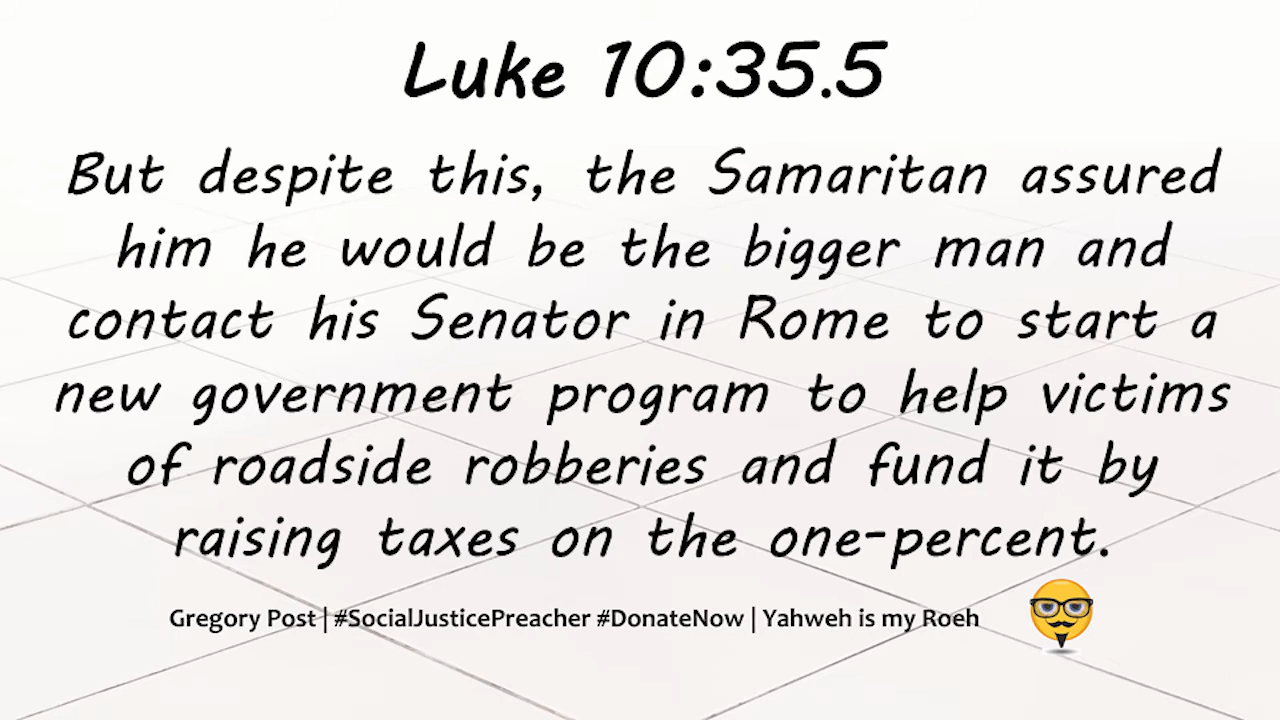 Luke 10:35.5
But despite this, the Samaritan assured
him he would be the bigger man and
contact his Senator in Rome to start a
new government program to help victims
of roadside robberies and fund it by
raising taxes on the one-percent.
Gregory Post | #SocialJusticePreacher #DonateNow | Yahweh is my Roeh